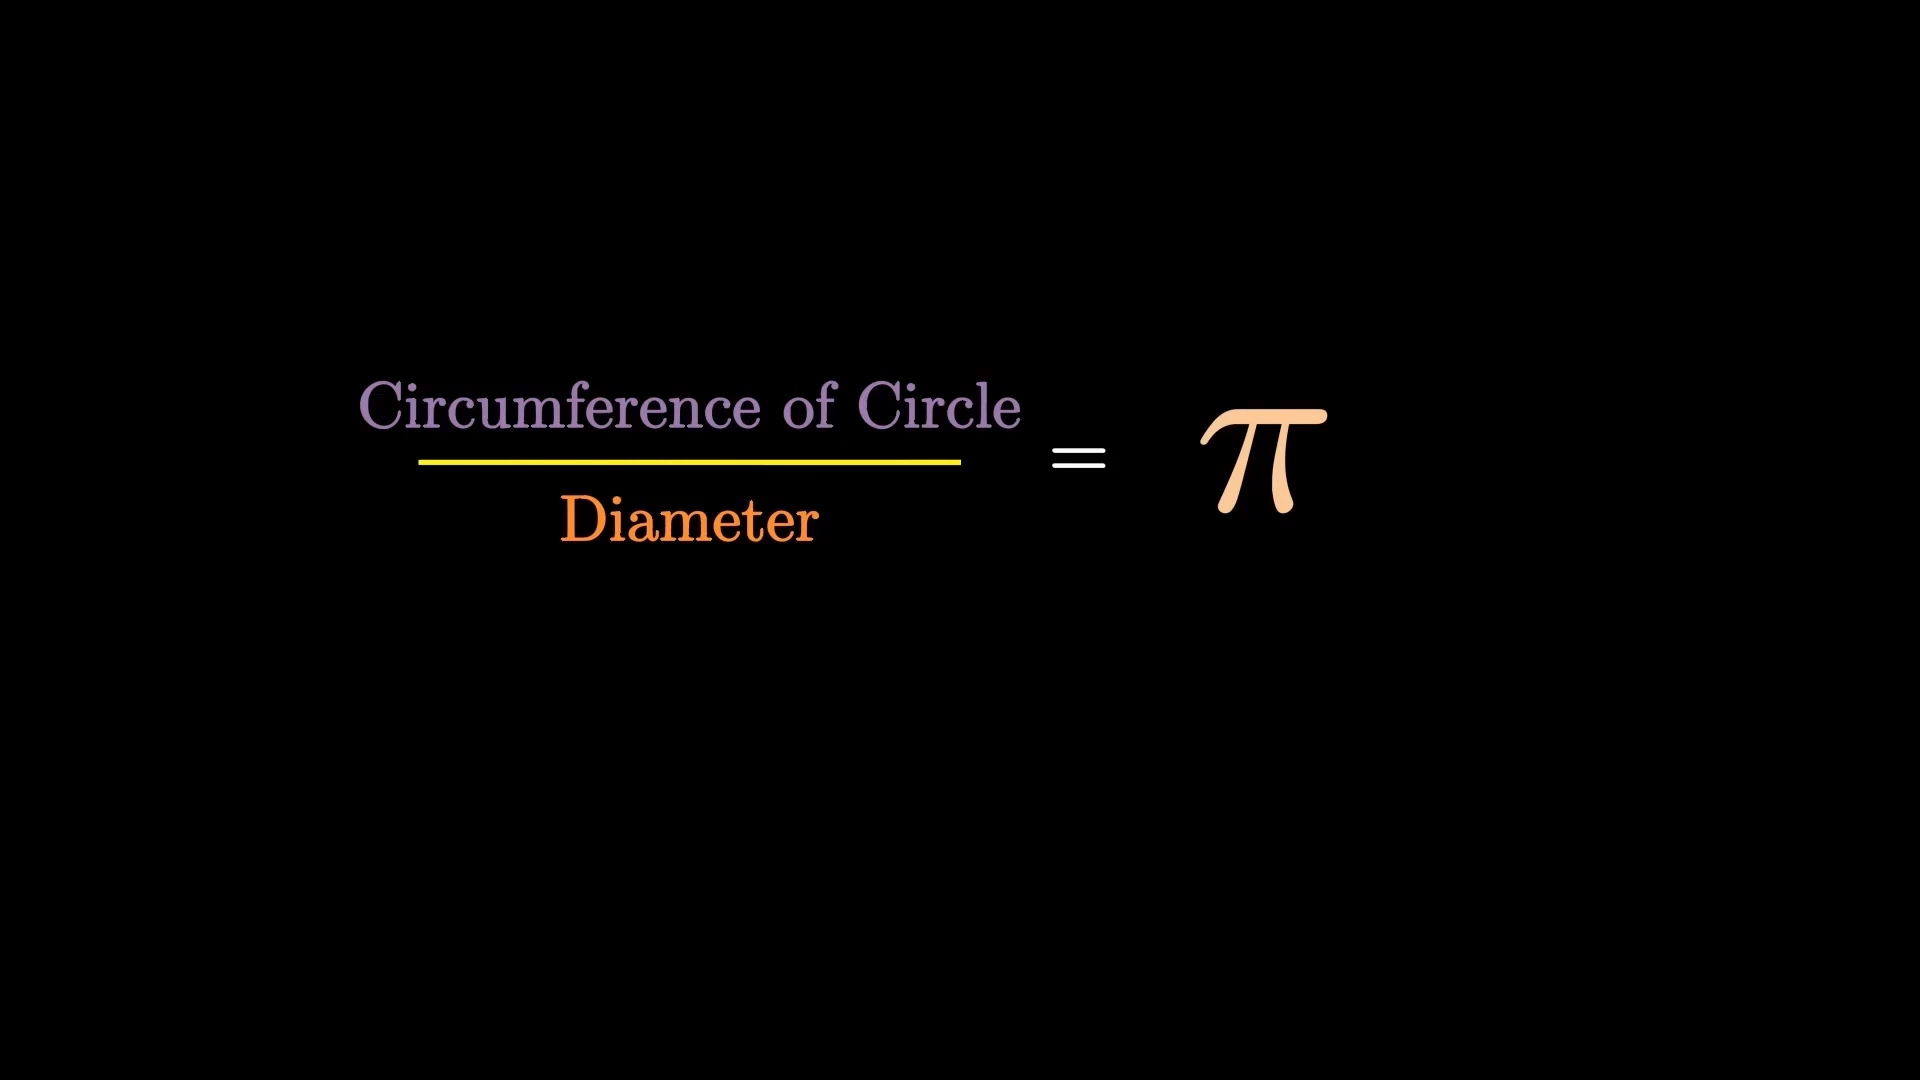 Circumference of Circle
Diameter
= π